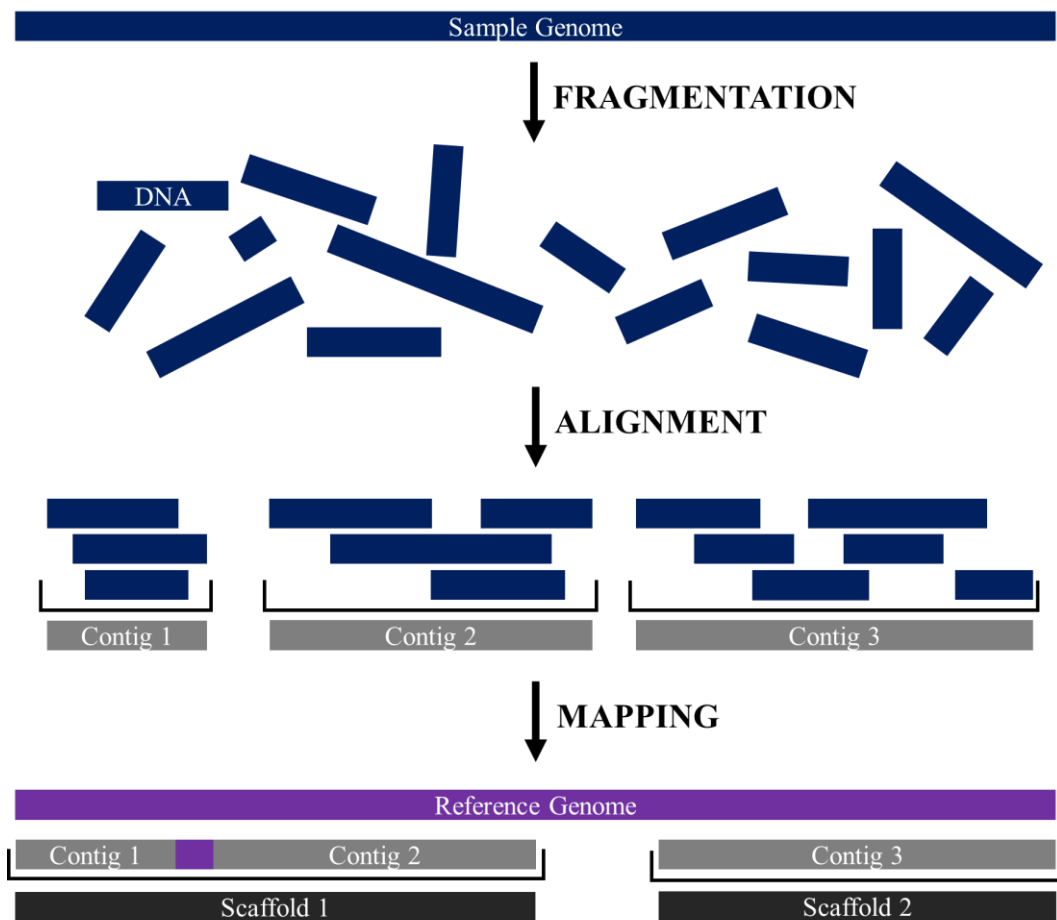 Sample Genome
FRAGMENTATION
DNA
ALIGNMENT
Contig 1
Contig 2
Contig 3
MAPPING
Reference Genome
Contig 1
Contig 2
Contig 3
Scaffold 1
Scaffold 2